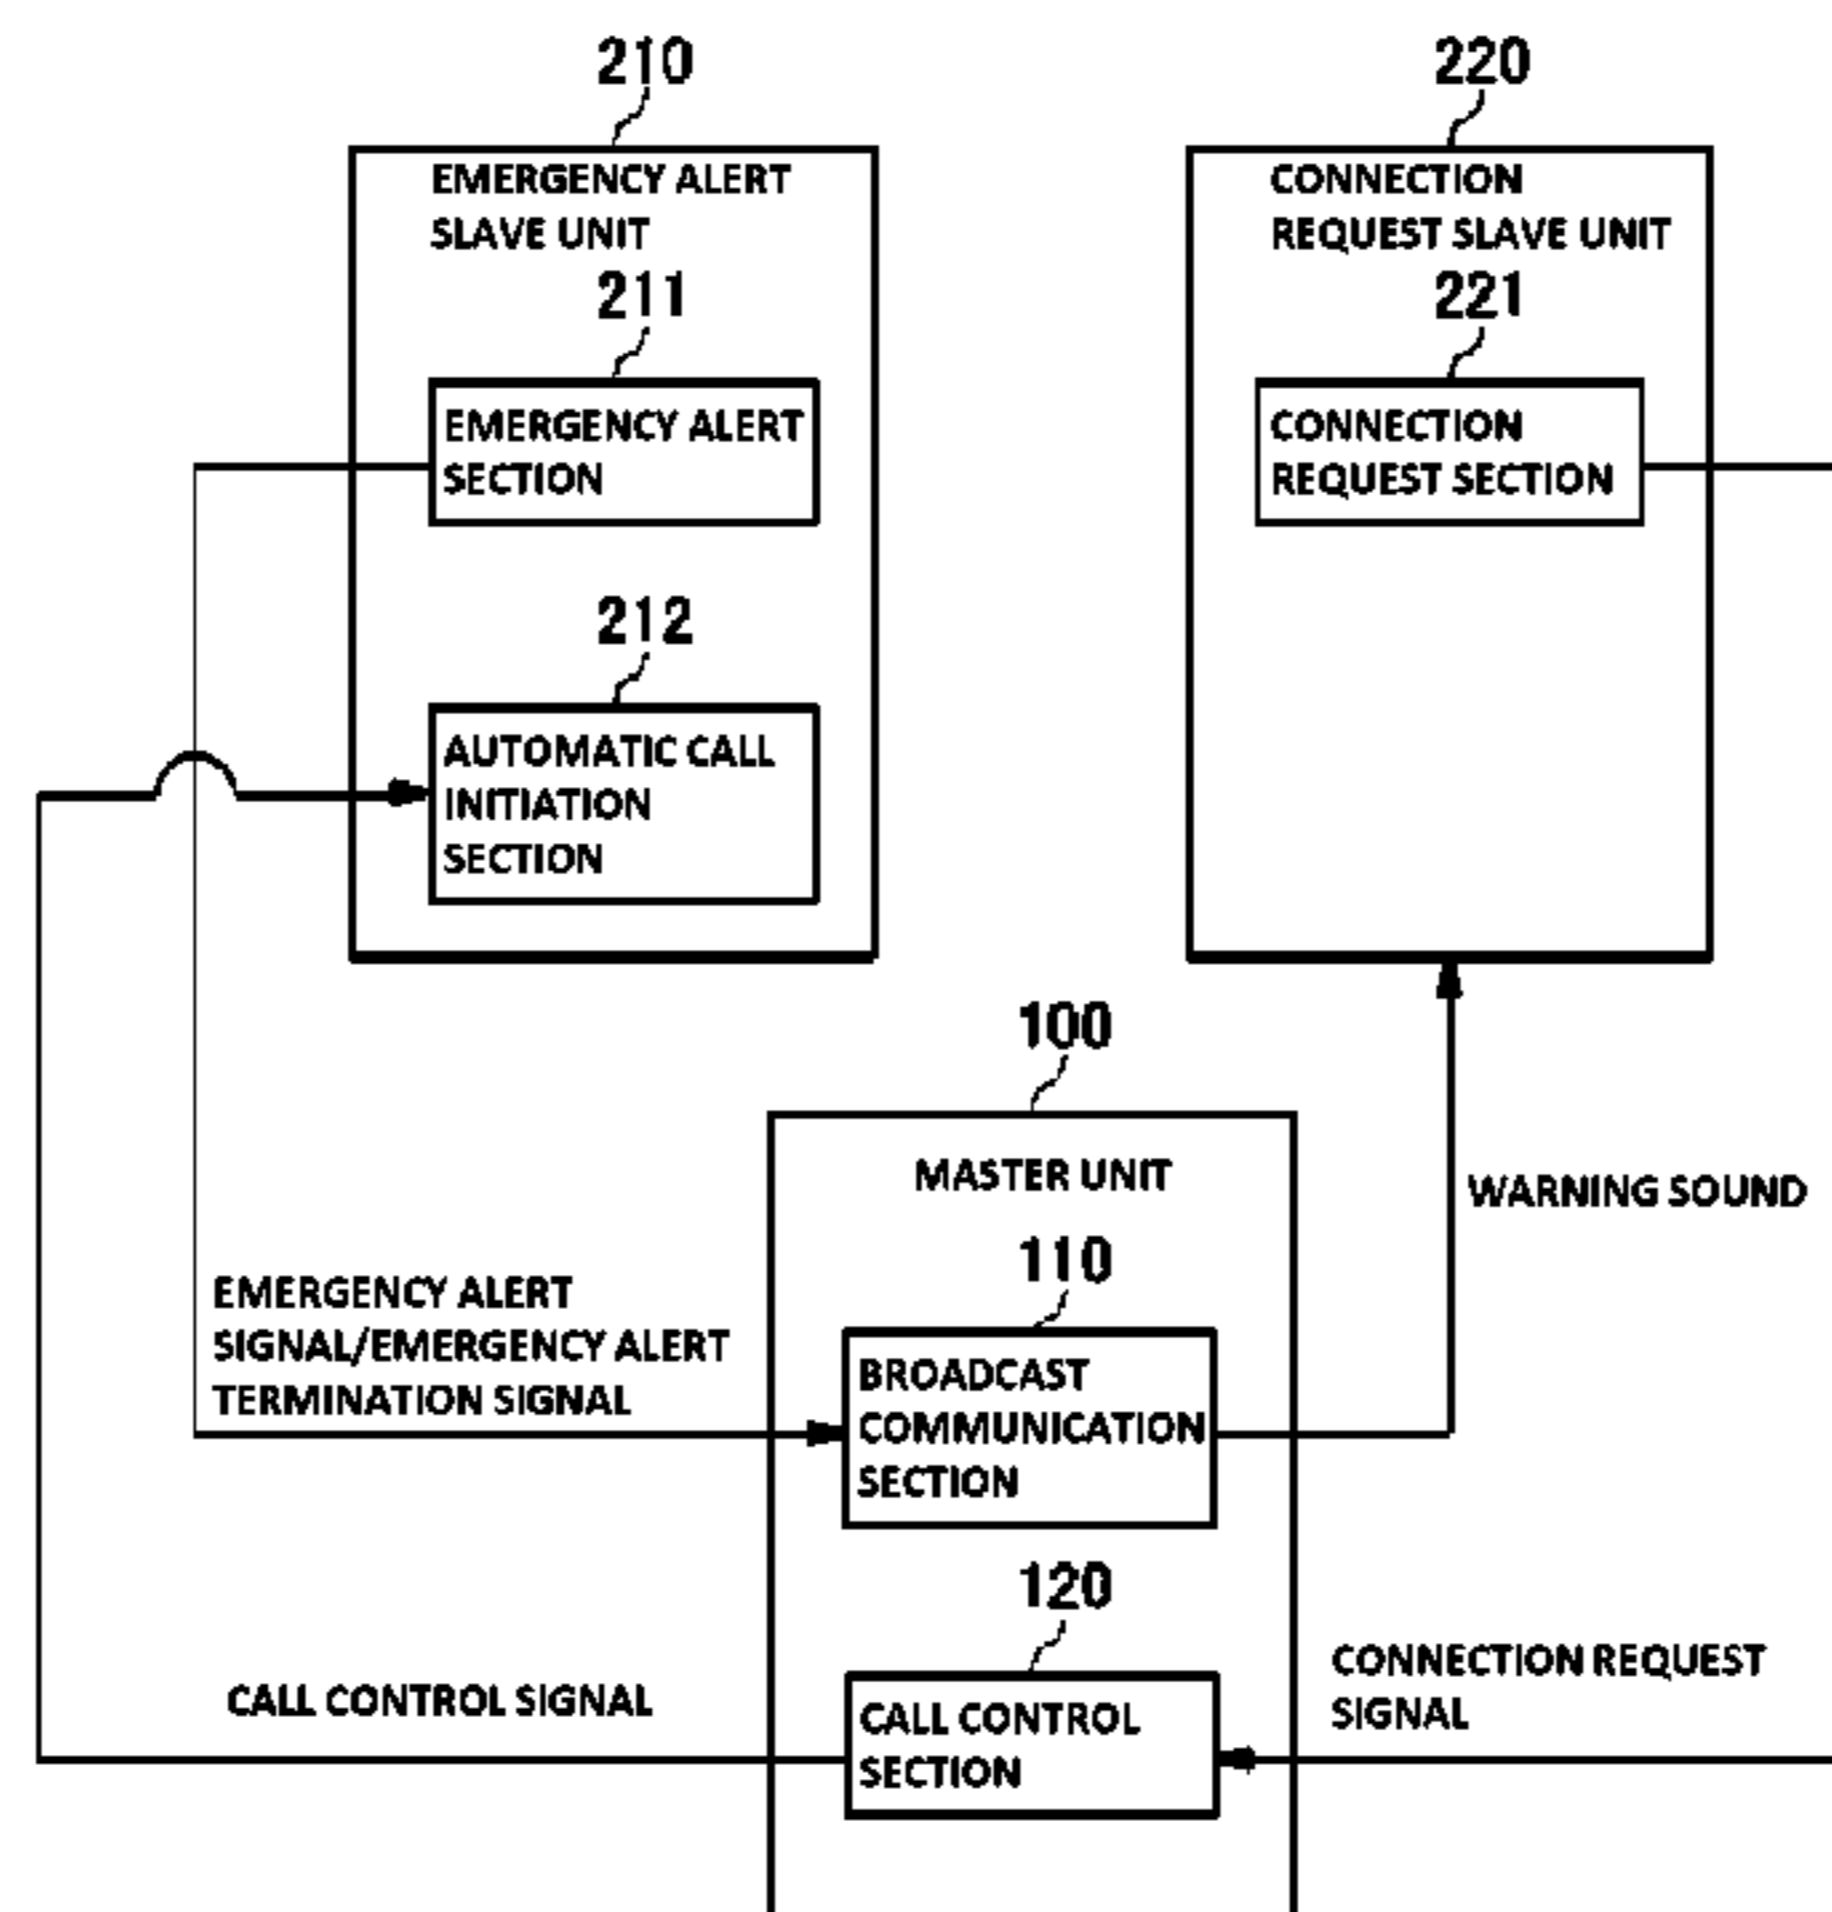 210
EMERGENCY ALERT
SLAVE UNIT
211
EMERGENCY ALERT
SECTION
212
AUTOMATIC CALL
INITIATION
SECTION
220
CONNECTION
REQUEST SLAVE UNIT
221
CONNECTION
REQUEST SECTION
100
MASTER UNIT
110
BROADCAST
COMMUNICATION
SECTION
120
CALL CONTROL
SECTION
WARNING SOUND
EMERGENCY ALERT
SIGNAL/EMERGENCY ALERT
TERMINATION SIGNAL
CALL CONTROL SIGNAL
CONNECTION REQUEST
SIGNAL